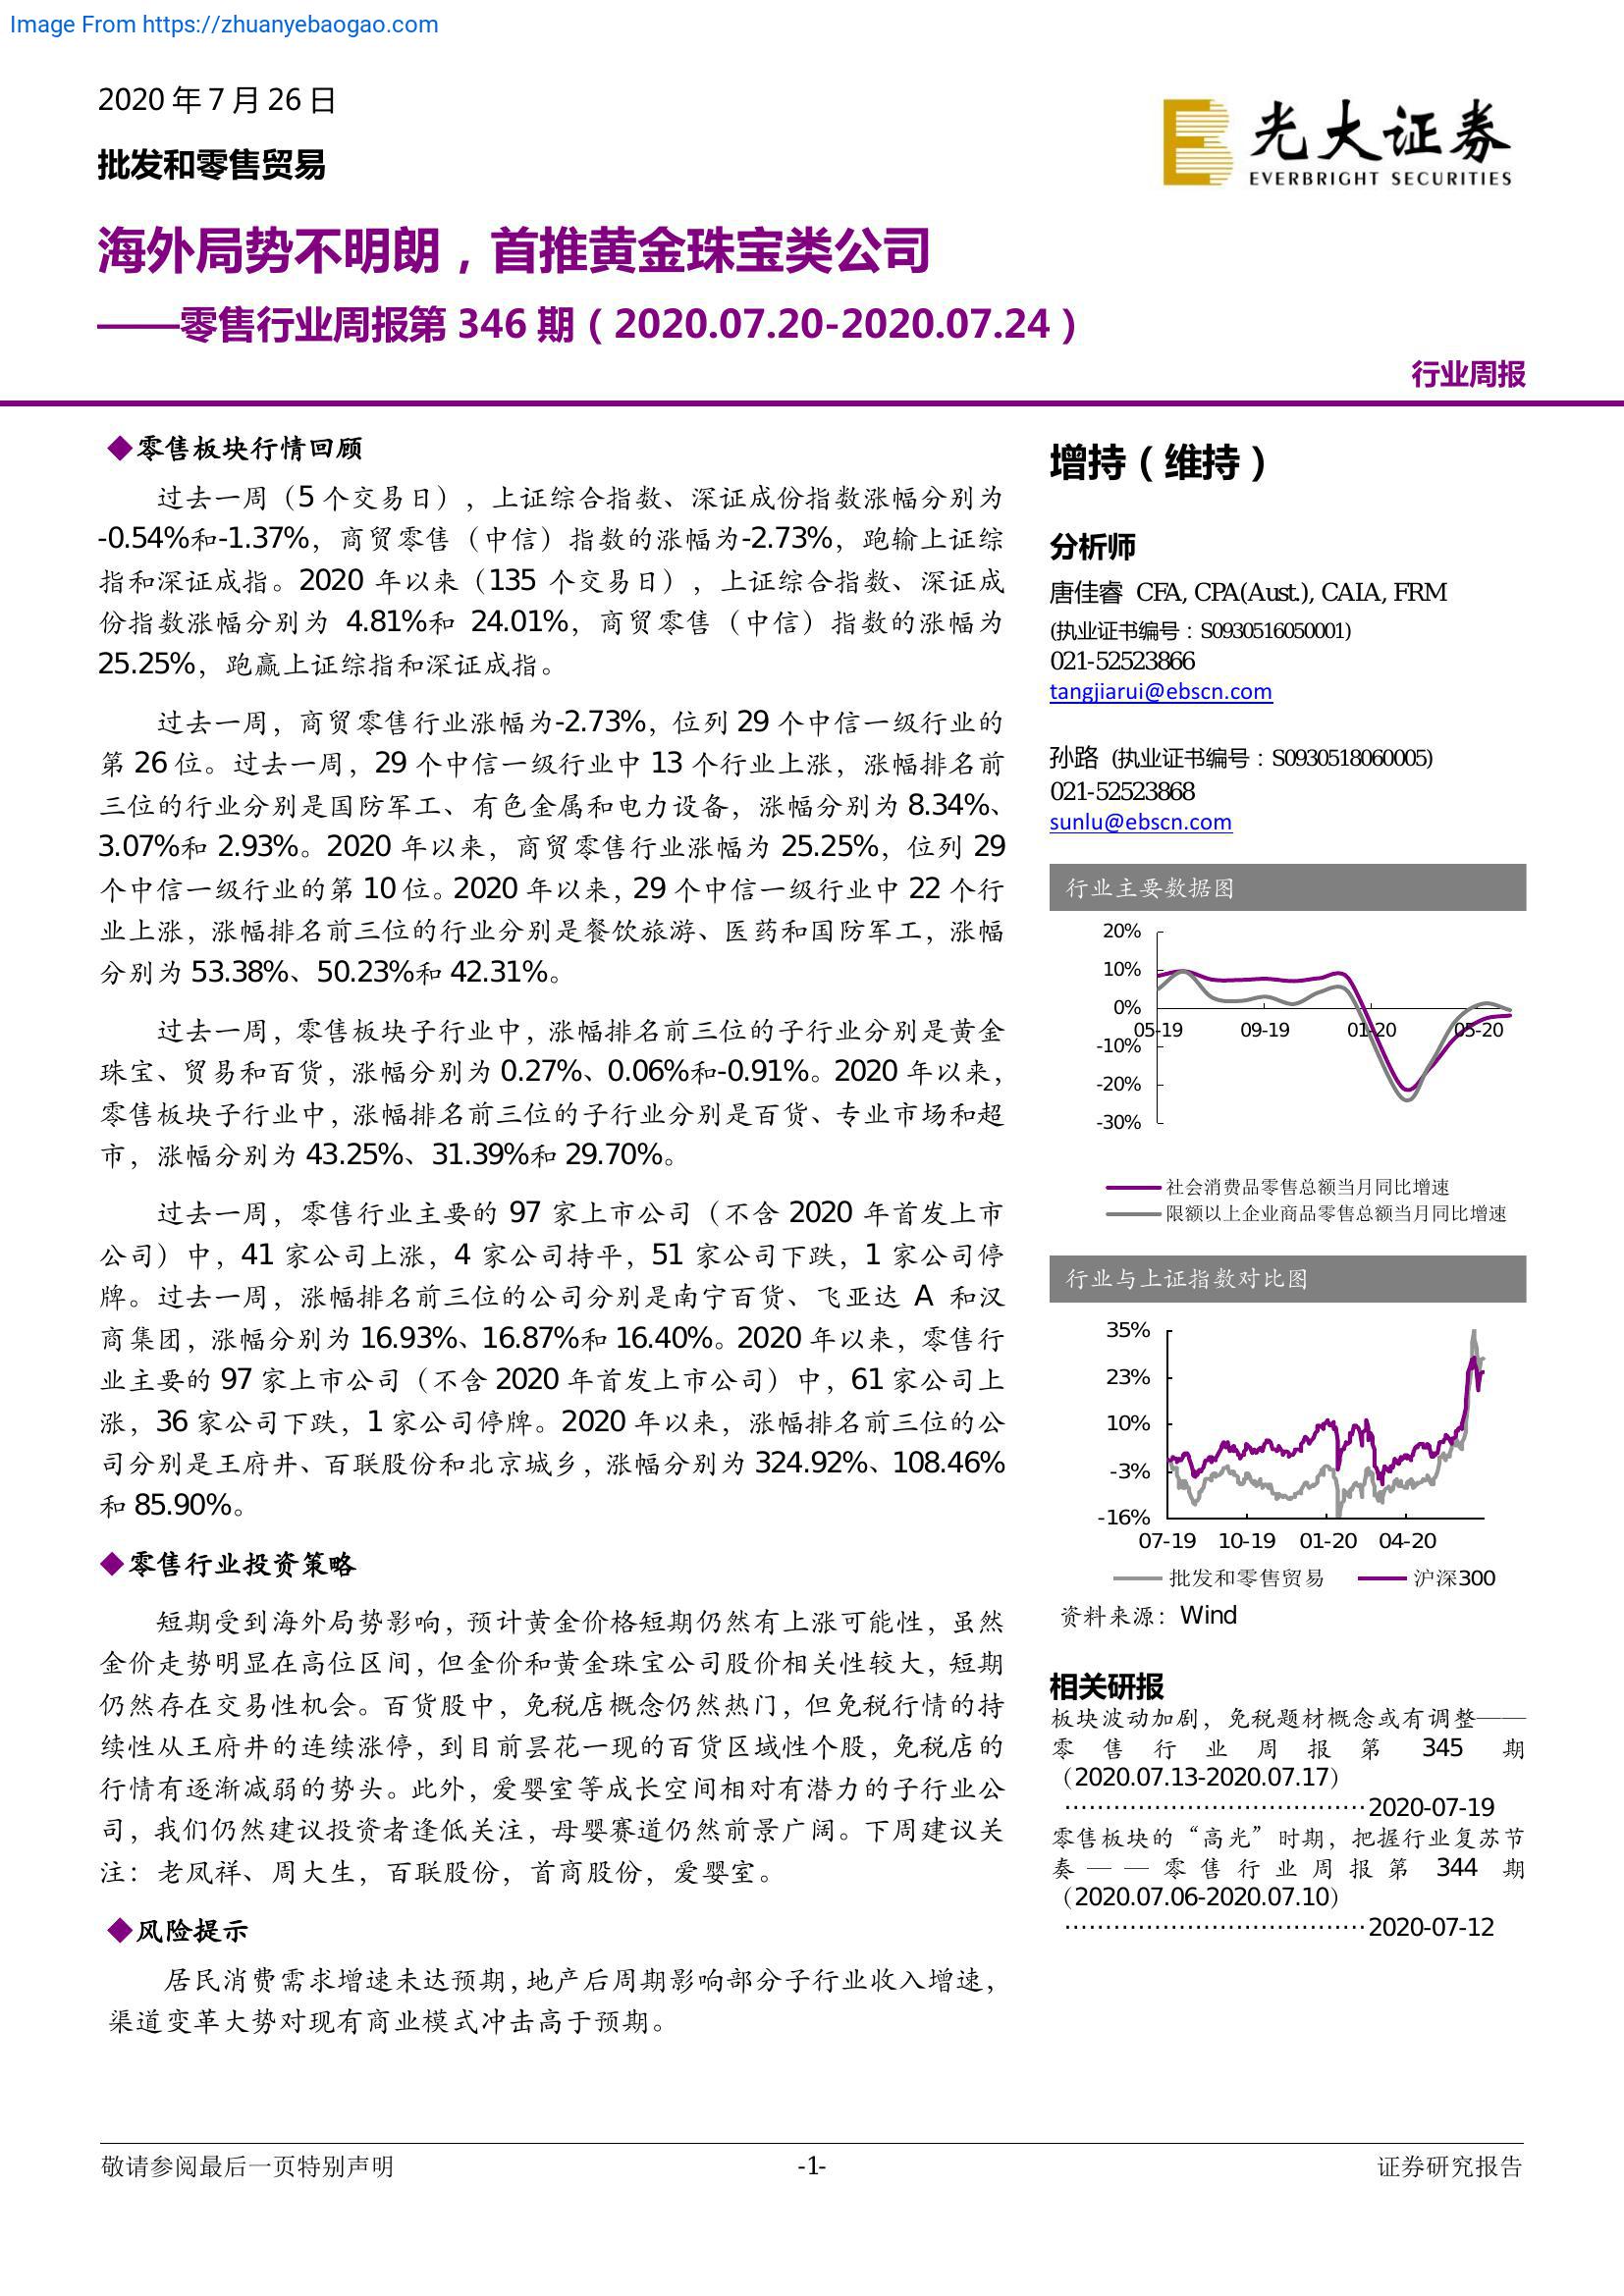 Image From https://zhuanyebaogao.com
2020 年 7 月 26 日
批发和零售贸易
光大证券
EVERBRIGHT SECURITIES
海外局势不明朗，首推黄金珠宝类公司
——零售行业周报第 346 期（2020.07.20-2020.07.24）
行业周报
◆零售板块行情回顾
过去一周（5 个交易日），上证综合指数、深证成份指数涨幅分别为
-0.54%和-1.37%，商贸零售（中信）指数的涨幅为-2.73%，跑输上证综
指和深证成指。2020 年以来（135 个交易日），上证综合指数、深证成
份指数涨幅分别为 4.81%和 24.01%，商贸零售（中信）指数的涨幅为
25.25%，跑赢上证综指和深证成指。
过去一周，商贸零售行业涨幅为-2.73%，位列 29 个中信一级行业的
第 26 位。过去一周，29 个中信一级行业中 13 个行业上涨，涨幅排名前
三位的行业分别是国防军工、有色金属和电力设备，涨幅分别为 8.34%、
3.07%和 2.93%。2020 年以来，商贸零售行业涨幅为 25.25%，位列 29
个中信一级行业的第 10 位。2020 年以来，29 个中信一级行业中 22 个行
业上涨，涨幅排名前三位的行业分别是餐饮旅游、医药和国防军工，涨幅
分别为 53.38%、50.23%和 42.31%。
过去一周，零售板块子行业中，涨幅排名前三位的子行业分别是黄金
珠宝、贸易和百货，涨幅分别为 0.27%、0.06%和-0.91%。2020 年以来，
零售板块子行业中，涨幅排名前三位的子行业分别是百货、专业市场和超
市，涨幅分别为 43.25%、31.39%和 29.70%。
过去一周，零售行业主要的 97 家上市公司（不含 2020 年首发上市
公司）中，41 家公司上涨，4 家公司持平，51 家公司下跌，1 家公司停
牌。过去一周，涨幅排名前三位的公司分别是南宁百货、飞亚达 A 和汉
商集团，涨幅分别为 16.93%、16.87%和 16.40%。2020 年以来，零售行
业主要的 97 家上市公司（不含 2020 年首发上市公司）中，61 家公司上
涨，36 家公司下跌，1 家公司停牌。2020 年以来，涨幅排名前三位的公
司分别是王府井、百联股份和北京城乡，涨幅分别为 324.92%、108.46%
和 85.90%。
◆零售行业投资策略
短期受到海外局势影响，预计黄金价格短期仍然有上涨可能性，虽然
金价走势明显在高位区间，但金价和黄金珠宝公司股价相关性较大，短期
仍然存在交易性机会。百货股中，免税店概念仍然热门，但免税行情的持
续性从王府井的连续涨停，到目前昙花一现的百货区域性个股，免税店的
行情有逐渐减弱的势头。此外，爱婴室等成长空间相对有潜力的子行业公
司，我们仍然建议投资者逢低关注，母婴赛道仍然前景广阔。下周建议关
注：老凤祥、周大生，百联股份，首商股份，爱婴室。
◆风险提示
居民消费需求增速未达预期，地产后周期影响部分子行业收入增速，
渠道变革大势对现有商业模式冲击高于预期。
增持（维持）
分析师
唐佳睿 CFA, CPA(Aust.), CAIA, FRM
(执业证书编号：S0930516050001)
021-52523866
tangjiarui@ebscn.com
孙路 (执业证书编号：S0930518060005)
021-52523868
sunlu@ebscn.com
行业主要数据图
20%
10%
0%
05-19 09-19 01-20 05-20
-10%
-20%
-30%
社会消费品零售总额当月同比增速
限额以上企业商品零售总额当月同比增速
行业与上证指数对比图
35%
23%
10%
-3%
-16%
07-19 10-19 01-20 04-20
批发和零售贸易 沪深300
资料来源：Wind
相关研报
板块波动加剧，免税题材概念或有调整——
零售行业周报第 345 期
（2020.07.13-2020.07.17）
····································2020-07-19
零售板块的“高光”时期，把握行业复苏节
奏——零售行业周报第 344 期
（2020.07.06-2020.07.10）
····································2020-07-12
敬请参阅最后一页特别声明
-1-
证券研究报告